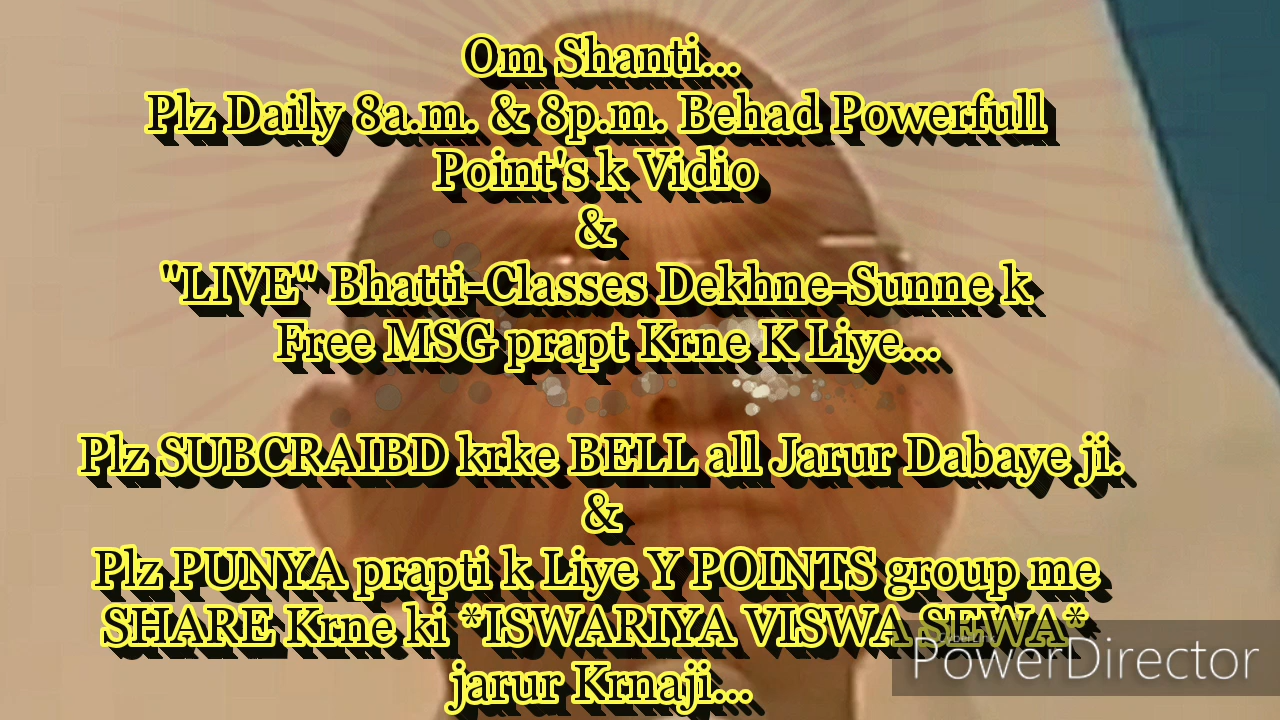 Om Shanti...
Plz Daily 8a.m. & 8p.m. Behad Powerfull
Point's k Vidio
&
"LIVE" Bhatti-Classes Dekhne-Sunne k
Free MSG prapt Krne K Liye...
Plz SUBCRAIBD krke BELL all Jarur Dabaye ji.
&
Plz PUNYA prapti k Liye Y POINTS group me
SHARE Krne ki *ISWARIYA VISWA SEWA*
jarur Krnaji...
CyberLink
PowerDirector